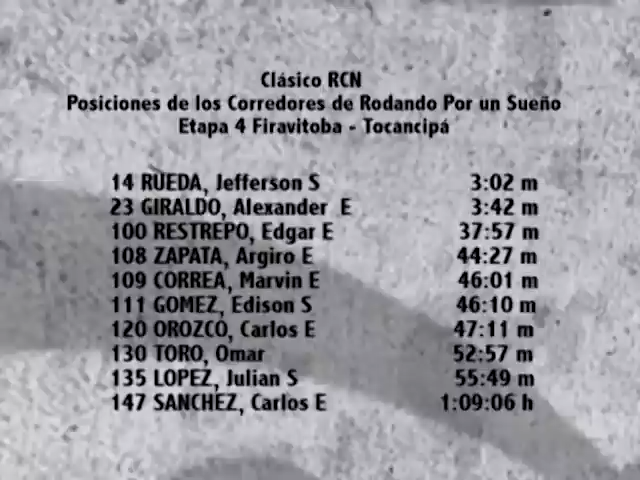 Clásico RCN
Posiciones de los Corredores de Rodando Por un Sueño
Etapa 4 Firavitoba - Tocancipá
14 RUEDA, Jefferson S 3:02 m
23 GIRALDO, Alexander E 3:42 m
100 RESTREPO, Edgar E 37:57 m
108 ZAPATA, Argiro E 44:27 m
109 CORREA, Marvin E 46:01 m
111 GOMEZ, Edison S 46:10 m
120 OROZCO, Carlos E 47:11 m
130 TORO, Omar 52:57 m
135 LOPEZ, Julian S 55:49 m
147 SANCHEZ, Carlos E 1:09:06 h